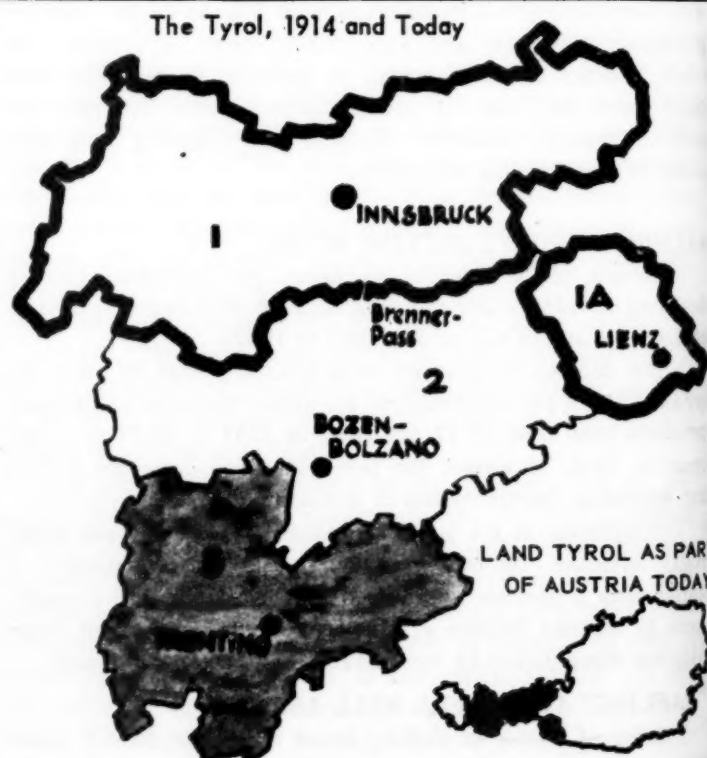 The Tyrol, 1914 and Today
INNSBRUCK
1
Brenner-
Pass
1A
LIENZ
2
BOZEN-
BOLZANO
TRENTINO
LAND TYROL AS PAR
OF AUSTRIA TODAY